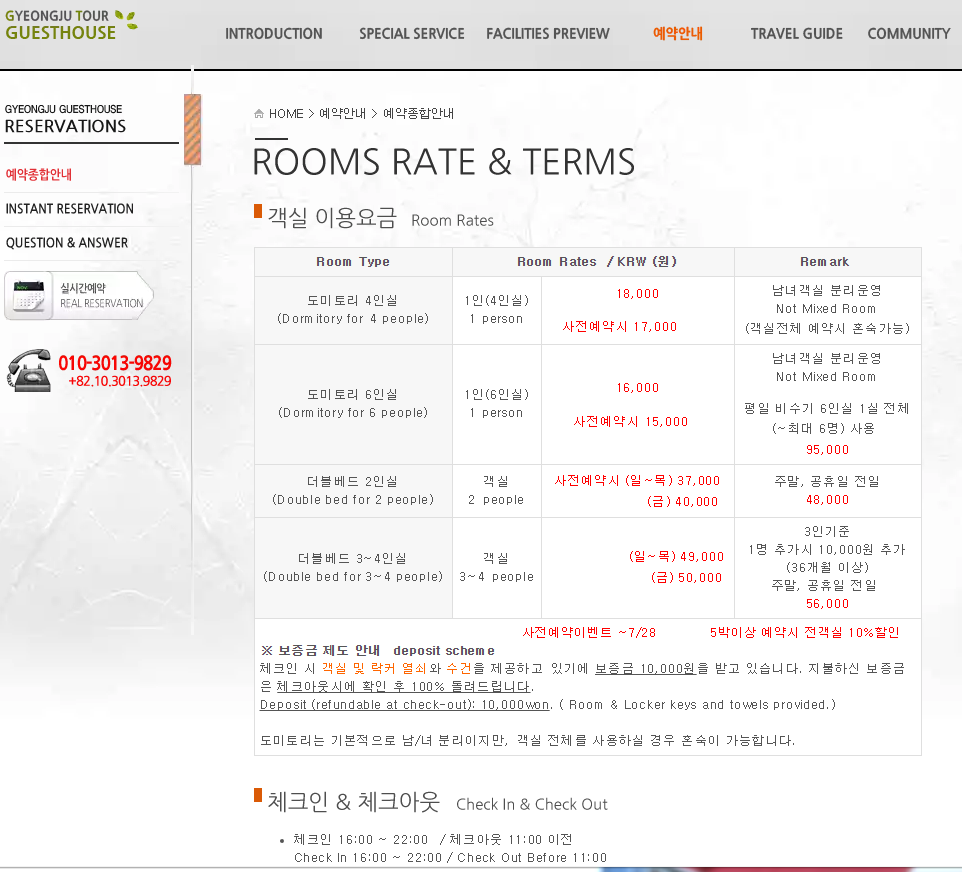 GYEONGJU TOUR
GUESTHOUSE
INTRODUCTION SPECIAL SERVICE FACILITIES PREVIEW 예약안내 TRAVEL GUIDE COMMUNITY
GYEONGJU GUESTHOUSE
RESERVATIONS
예약종합안내
INSTANT RESERVATION
QUESTION & ANSWER
Nov
실시간예약
REAL RESERVATION
010-3013-9829
+82.10.3013.9829
HOME > 예약안내 > 예약종합안내
ROOMS RATE & TERMS
객실 이용요금 Room Rates
Room Type Room Rates / KRW (원) Remark
도미토리 4인실
(Dormitory for 4 people)
1인(4인실)
1 person
18,000
사전예약시 17,000
남녀객실 분리운영
Not Mixed Room
(객실전체 예약시 혼숙가능)
도미토리 6인실
(Dormitory for 6 people)
1인(6인실)
1 person
16,000
사전예약시 15,000
남녀객실 분리운영
Not Mixed Room
평일 비수기 6인실 1실 전체
(~최대 6명) 사용
95,000
더블베드 2인실
(Double bed for 2 people)
객실
2 people
사전예약시 (일~목) 37,000
(금) 40,000
주말, 공휴일 전일
48,000
더블베드 3~4인실
(Double bed for 3~4 people)
객실
3~4 people
(일~목) 49,000
(금) 50,000
3인기준
1명 추가시 10,000원 추가
(36개월 이상)
주말, 공휴일 전일
56,000
사전예약이벤트 ~7/28 5박이상 예약시 전객실 10%할인
※ 보증금 제도 안내 deposit scheme
체크인 시 객실 및 락커 열쇠와 수건을 제공하고 있기에 보증금 10,000원을 받고 있습니다. 지불하신 보증금
은 체크아웃시에 확인 후 100% 돌려드립니다.
Deposit (refundable at check-out): 10,000won. ( Room & Locker keys and towels provided.)
도미토리는 기본적으로 남/녀 분리이지만, 객실 전체를 사용하실 경우 혼숙이 가능합니다.
체크인 & 체크아웃 Check In & Check Out
• 체크인 16:00 ~ 22:00 / 체크아웃 11:00 이전
Check In 16:00 ~ 22:00 / Check Out Before 11:00